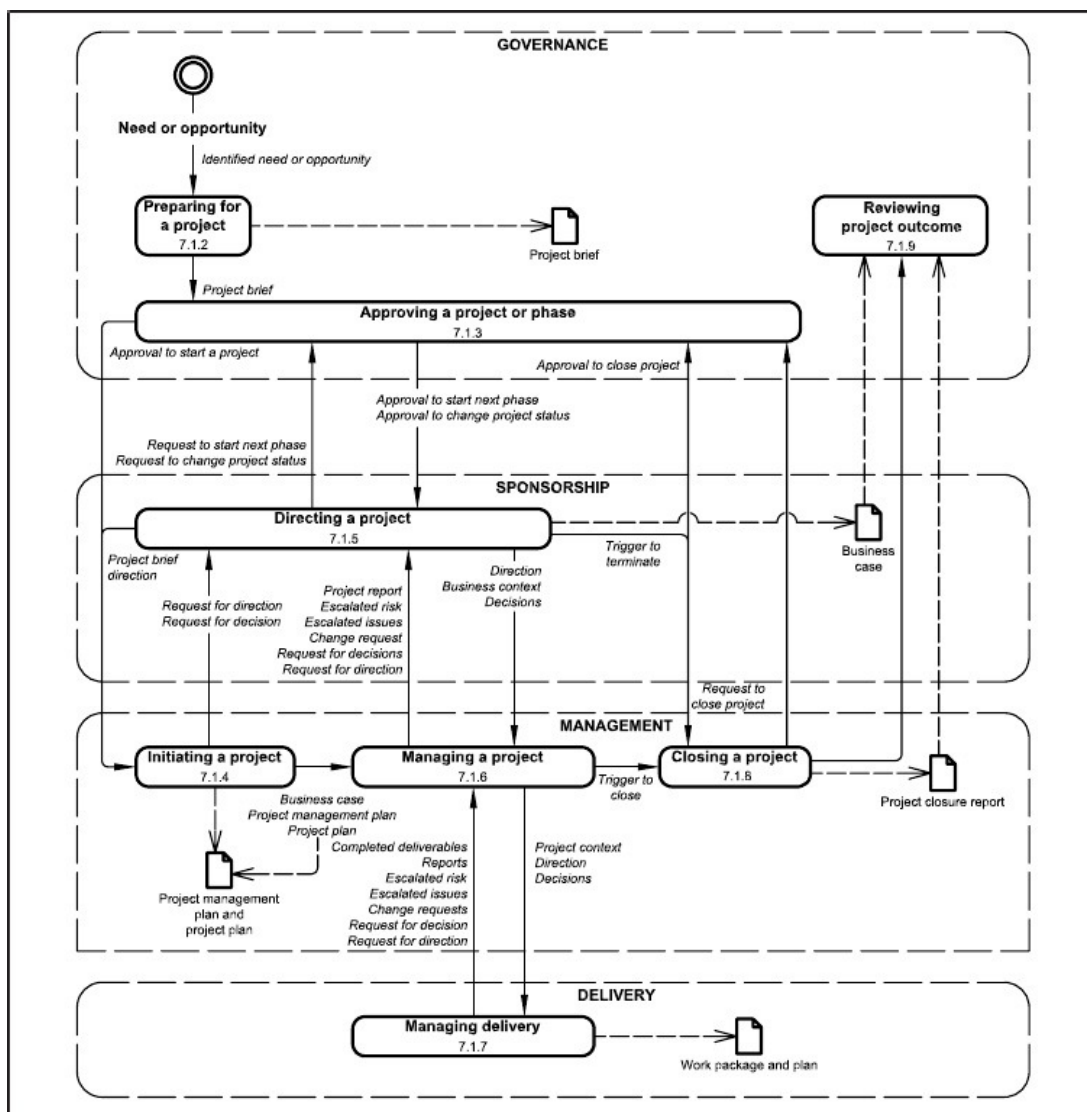 GOVERNANCE
Need or opportunity
Identified need or opportunity
Preparing for
a project
7.1.2
Project brief
Reviewing
project outcome
7.1.9
Project brief
Approving a project or phase
7.1.3
Approval to start a project
Approval to close project
Approval to start next phase
Approval to change project status
Request to start next phase
Request to change project status
SPONSORSHIP
Directing a project
7.1.5
Project brief
direction
Trigger to
terminate
Business
case
Request for direction
Request for decision
Project report
Escalated risk
Escalated issues
Change request
Request for decisions
Request for direction
Direction
Business context
Decisions
Request to
close project
MANAGEMENT
Initiating a project
7.1.4
Managing a project
7.1.6
Trigger to
close
Closing a project
7.1.8
Project closure report
Business case
Project management plan
Project plan
Project management
plan and
project plan
Completed deliverables
Reports
Escalated risk
Escalated issues
Change requests
Request for decision
Request for direction
Project context
Direction
Decisions
DELIVERY
Managing delivery
7.1.7
Work package and plan